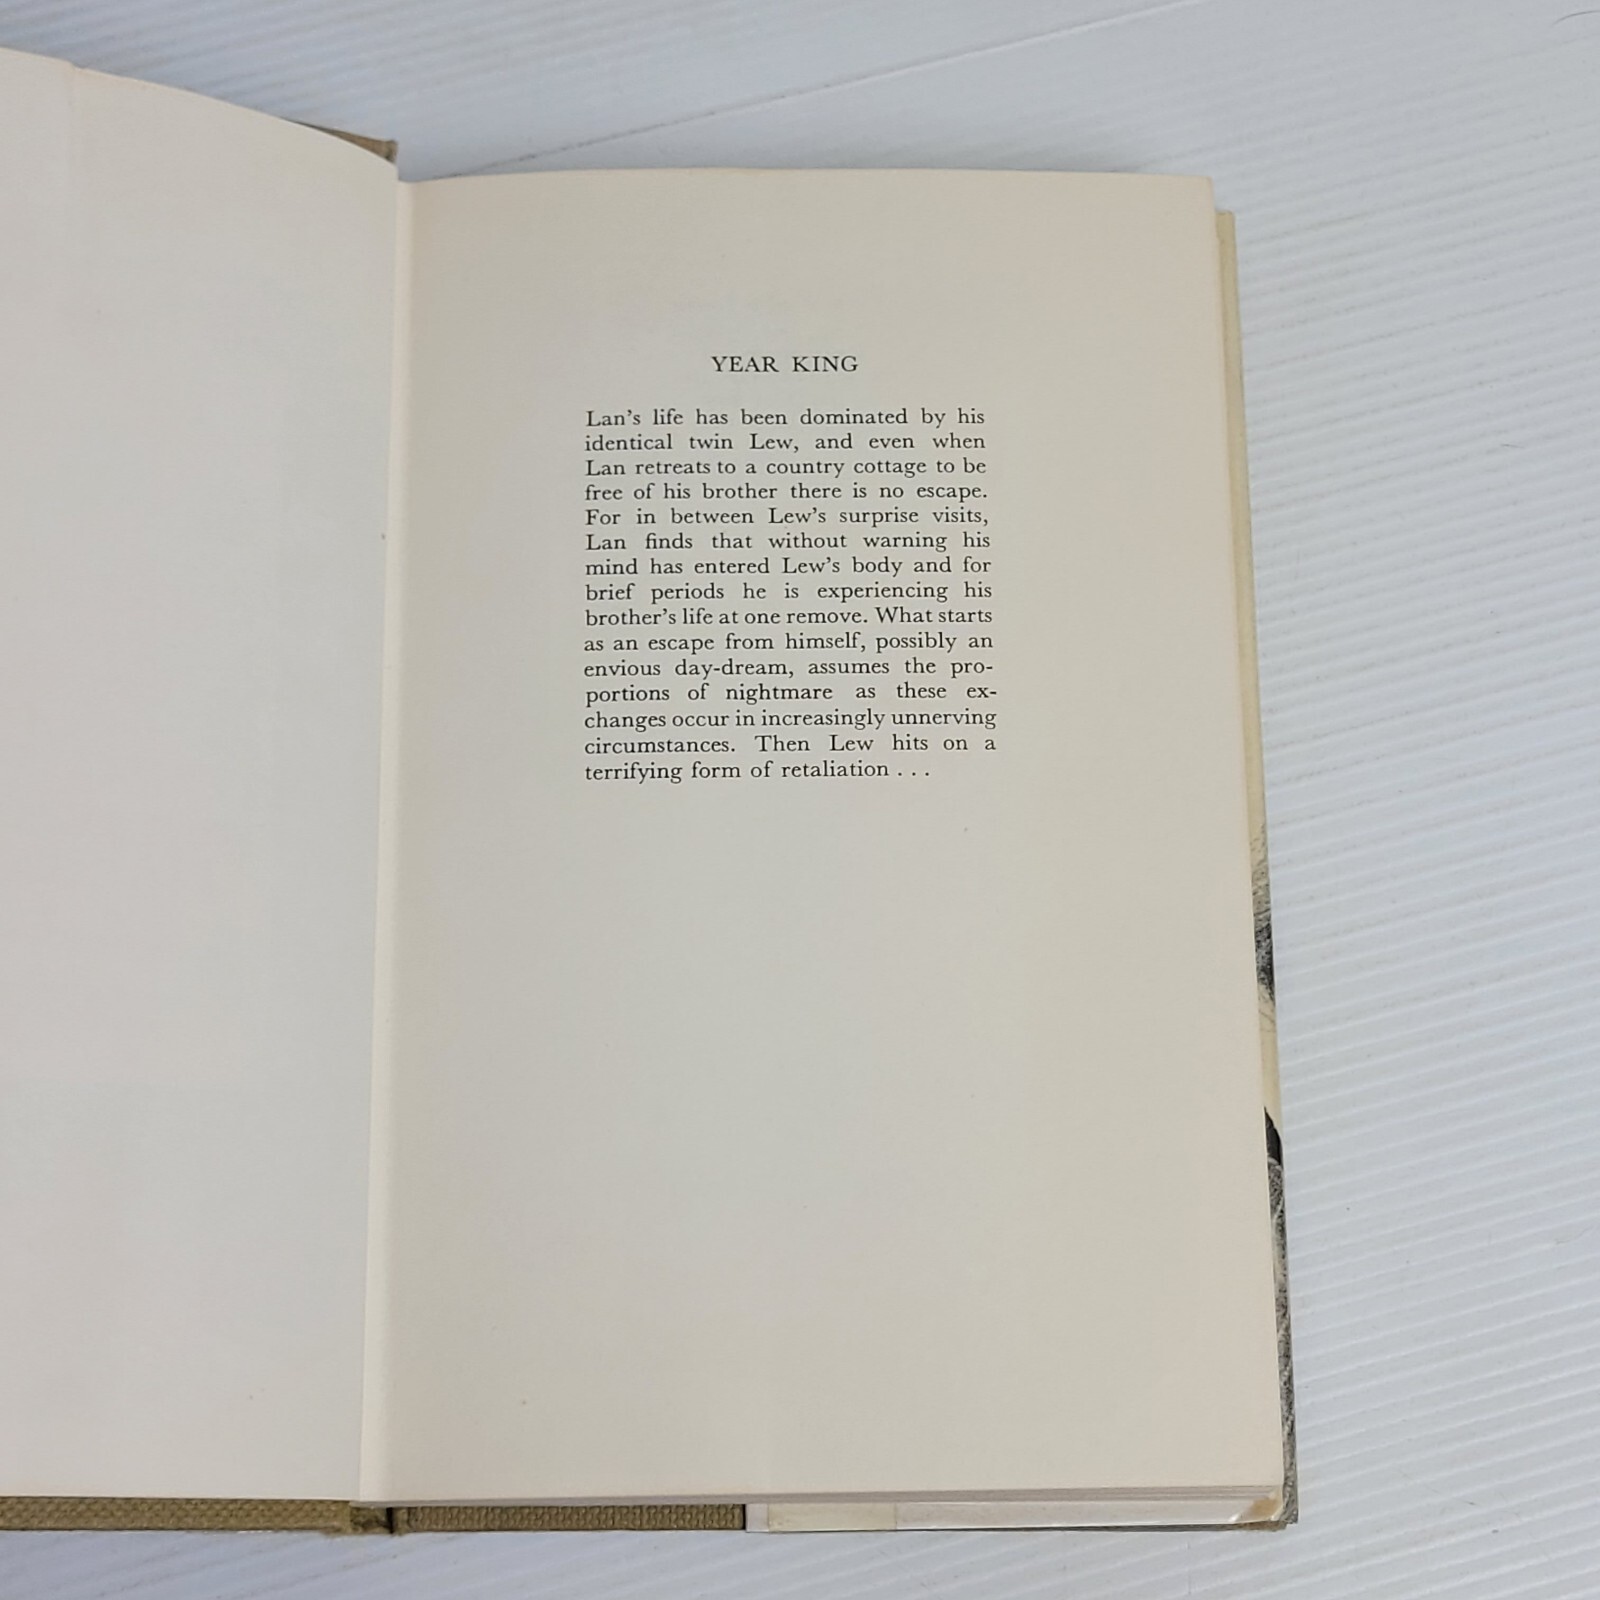 YEAR KING
Lan's life has been dominated by his
identical twin Lew, and even when
Lan retreats to a country cottage to be
free of his brother there is no escape.
For in between Lew's surprise visits,
Lan finds that without warning his
mind has entered Lew's body and for
brief periods he is experiencing his
brother's life at one remove. What starts
as an escape from himself, possibly an
envious day-dream, assumes the pro-
portions of nightmare as these ex-
changes occur in increasingly unnerving
circumstances. Then Lew hits on a
terrifying form of retaliation . . .